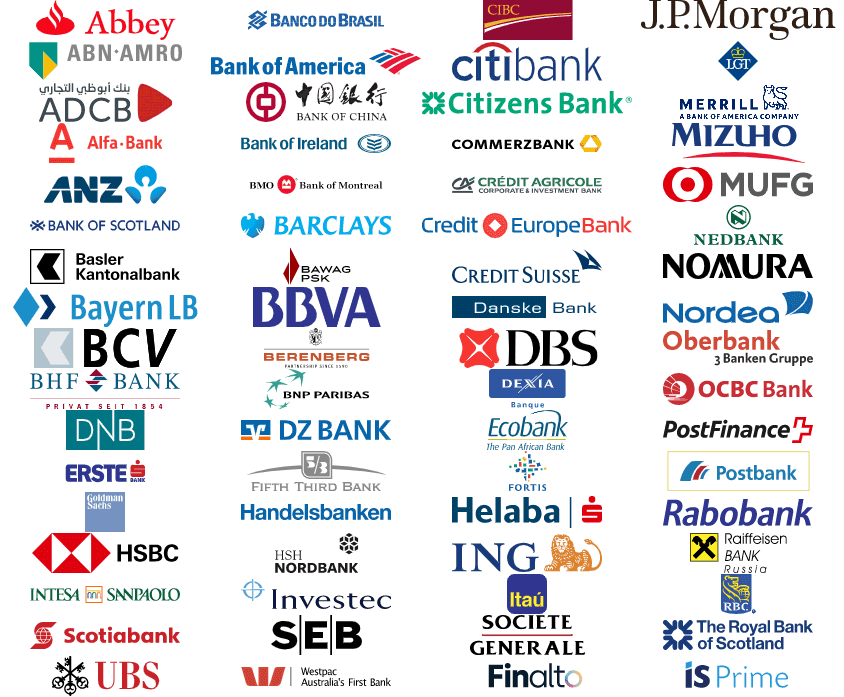 Abbey
BANCO DO BRASIL
CIBC
J.P.Morgan
ABN·AMRO
Bank of America
citibank
LGT
بنك أبوظبي التجاري
ADCB
中国银行
BANK OF CHINA
Citizens Bank®
MERRILL
A BANK OF AMERICA COMPANY
A
Alfa·Bank
Bank of Ireland
COMMERZBANK
MIZUHO
ANZ
BMO
Bank of Montreal
CRÉDIT AGRICOLE
CORPORATE & INVESTMENT BANK
MUFG
BANK OF SCOTLAND
BARCLAYS
Credit EuropeBank
NEDBANK
Basler
Kantonalbank
BAWAG
PSK
CREDIT SUISSE
NOMURA
Bayern LB
BBVA
Danske Bank
Nordea
BCV
BERENBERG
PARTNERSHIP SINCE 1590
DBS
Oberbank
3 Banken Gruppe
BHF BANK
PRIVAT SEIT 1854
BNP PARIBAS
DEXIA
Banque
OCBC Bank
DNB
DZ BANK
Ecobank
The Pan African Bank
PostFinance
ERSTE
BANK
5/3
FIFTH THIRD BANK
FORTIS
Postbank
Goldman
Sachs
Handelsbanken
Helaba
Rabobank
HSBC
HSH
NORDBANK
ING
Raiffeisen
BANK
Russia
INTESA SANPAOLO
Investec
Itaú
RBC
Scotiabank
SEB
SOCIETE
GENERALE
The Royal Bank
of Scotland
UBS
Westpac
Australia's First Bank
Finalto
iS Prime